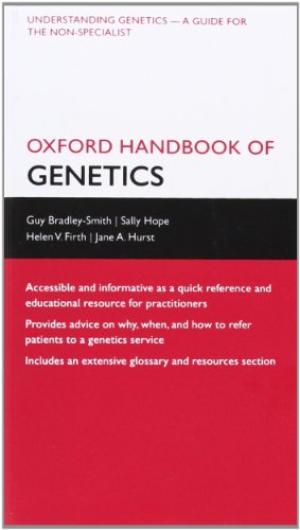 UNDERSTANDING GENETICS — A GUIDE FOR
THE NON-SPECIALIST
OXFORD HANDBOOK OF
GENETICS
Guy Bradley-Smith | Sally Hope
Helen V. Firth | Jane A. Hurst
Accessible and informative as a quick reference and
educational resource for practitioners
Provides advice on why, when, and how to refer
patients to a genetics service
Includes an extensive glossary and resources section